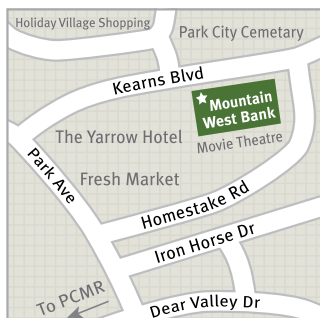 Holiday Village Shopping
Park City Cemetary
Kearns Blvd
Mountain
West Bank
The Yarrow Hotel
Movie Theatre
Park Ave
Fresh Market
Homestake Rd
Iron Horse Dr
To PCMR
Dear Valley Dr